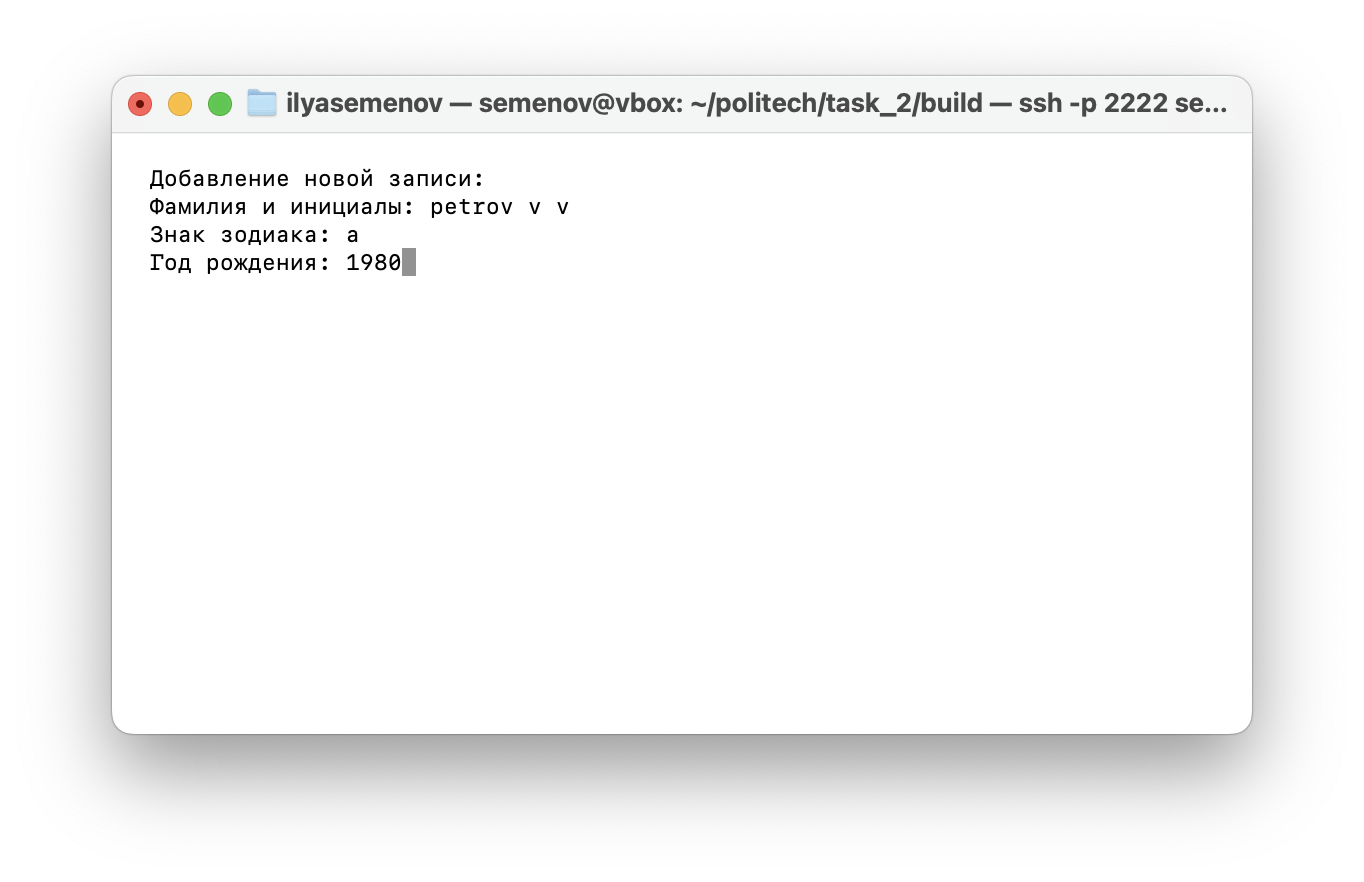 ilyasemenov — semenov@vbox: ~/politech/task_2/build — ssh -p 2222 se...
Добавление новой записи:
Фамилия и инициалы: petrov v v
Знак зодиака: a
Год рождения: 1980